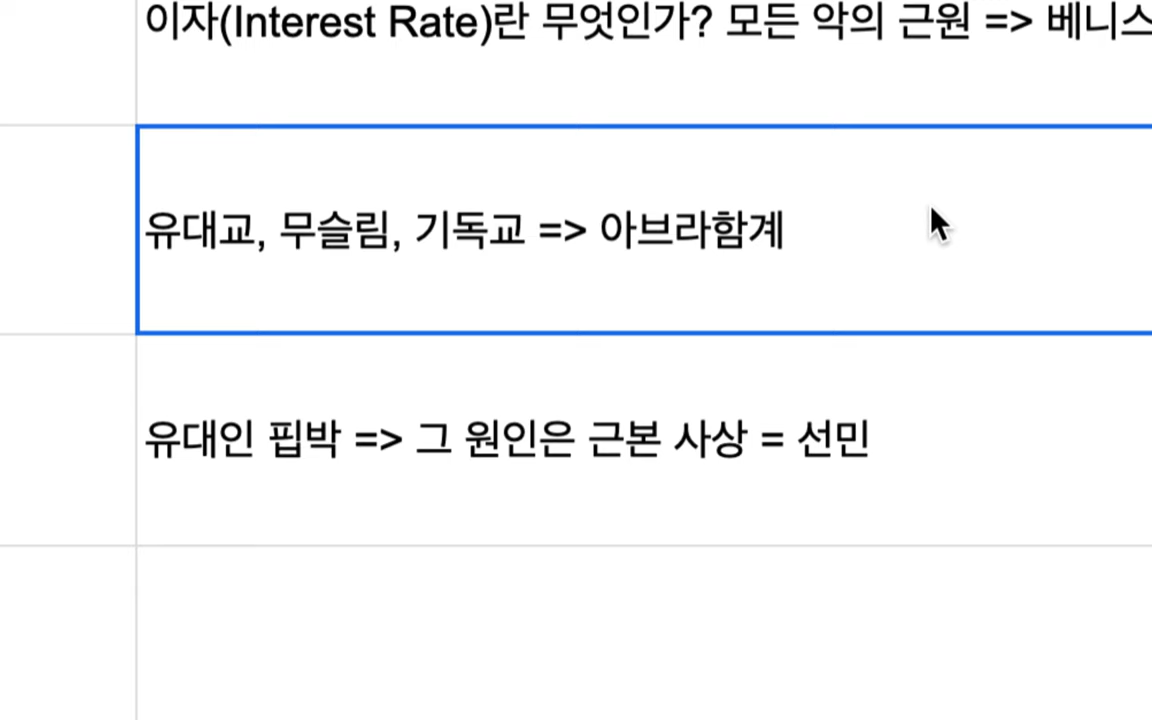 이자(Interest Rate)란 무엇인가? 모든 악의 근원 => 베니스
유대교, 무슬림, 기독교 => 아브라함계
유대인 핍박 => 그 원인은 근본 사상 = 선민